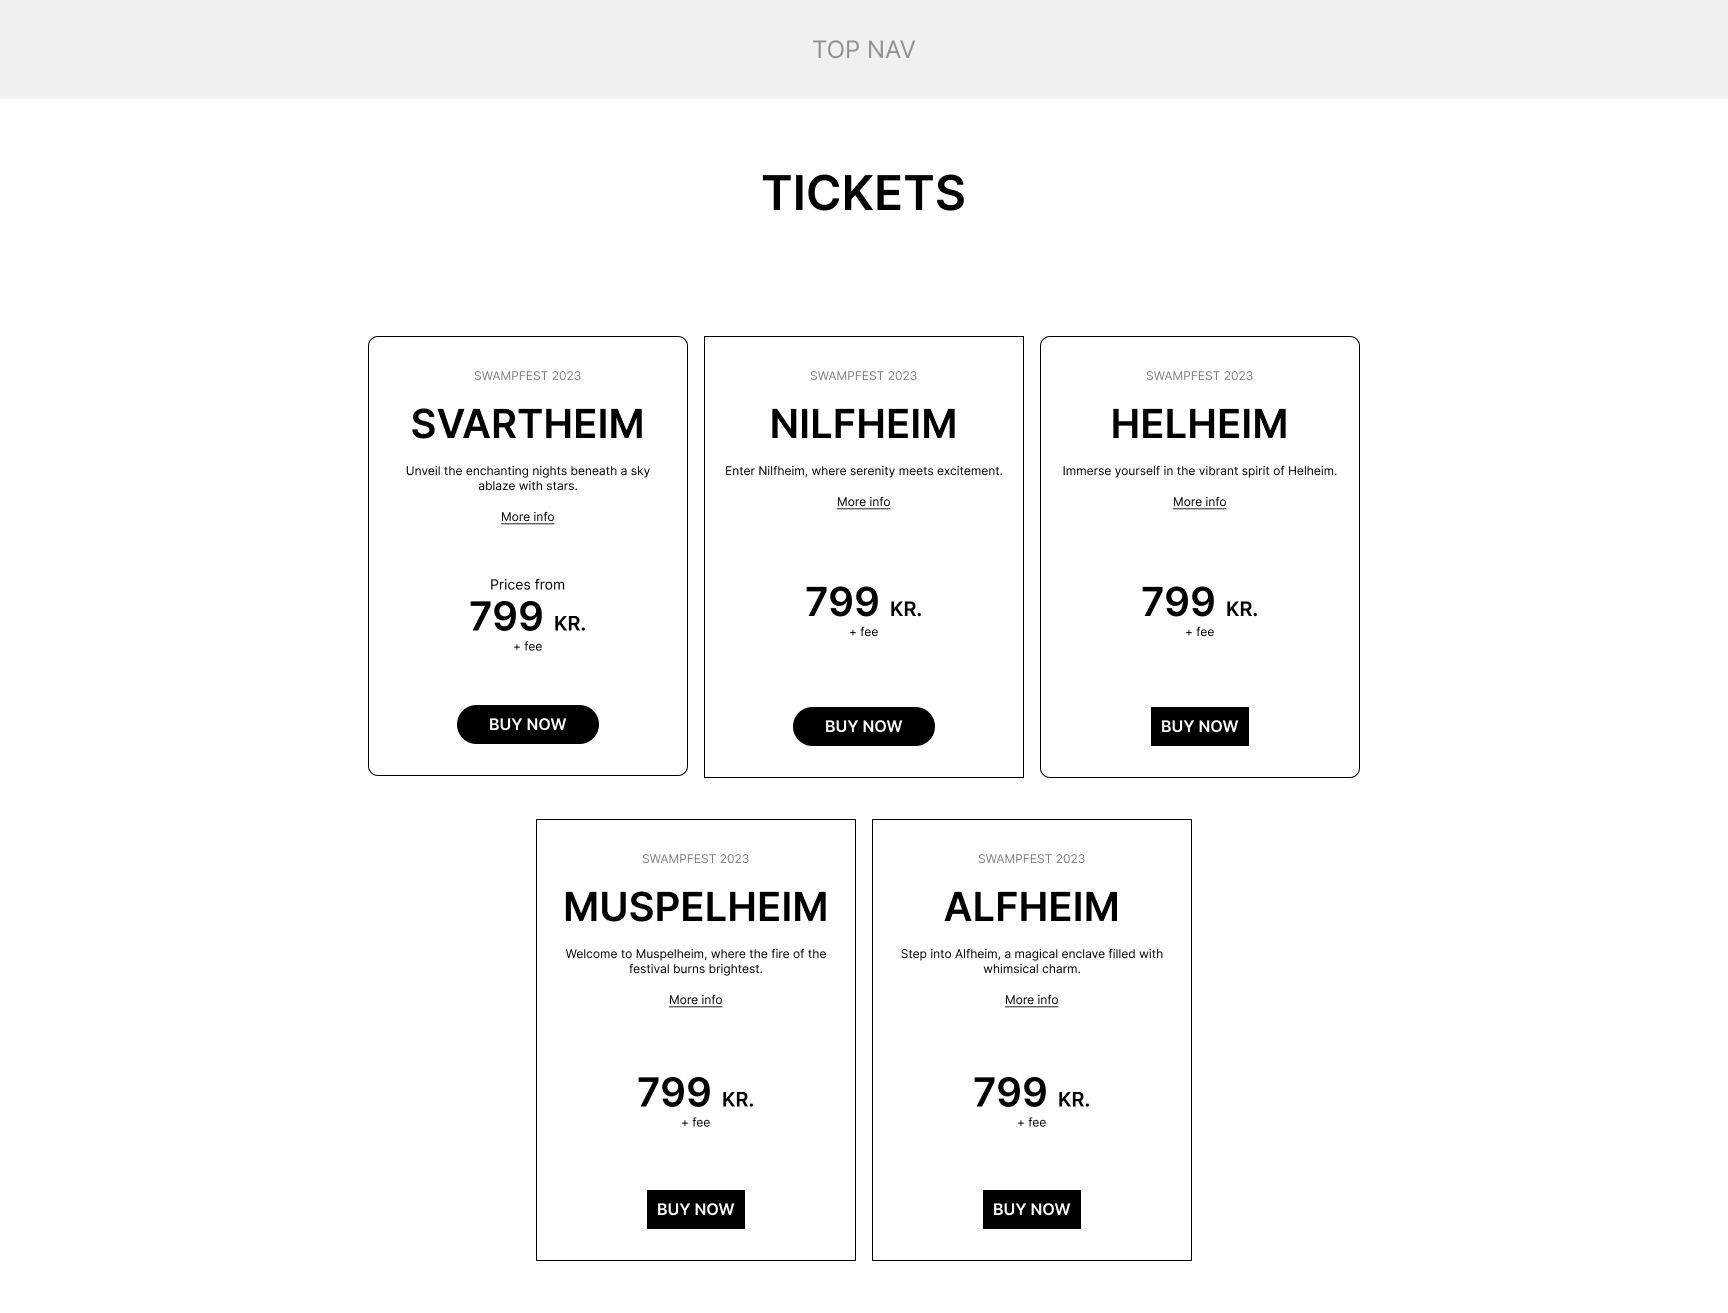 TOP NAV
TICKETS
SWAMPFEST 2023
SVARTHEIM
Unveil the enchanting nights beneath a sky
ablaze with stars.
More info
Prices from
799 KR.
+ fee
BUY NOW
SWAMPFEST 2023
NILFHEIM
Enter Nilfheim, where serenity meets excitement.
More info
799 KR.
+ fee
BUY NOW
SWAMPFEST 2023
HELHEIM
Immerse yourself in the vibrant spirit of Helheim.
More info
799 KR.
+ fee
BUY NOW
SWAMPFEST 2023
MUSPELHEIM
Welcome to Muspelheim, where the fire of the
festival burns brightest.
More info
799 KR.
+ fee
BUY NOW
SWAMPFEST 2023
ALFHEIM
Step into Alfheim, a magical enclave filled with
whimsical charm.
More info
799 KR.
+ fee
BUY NOW